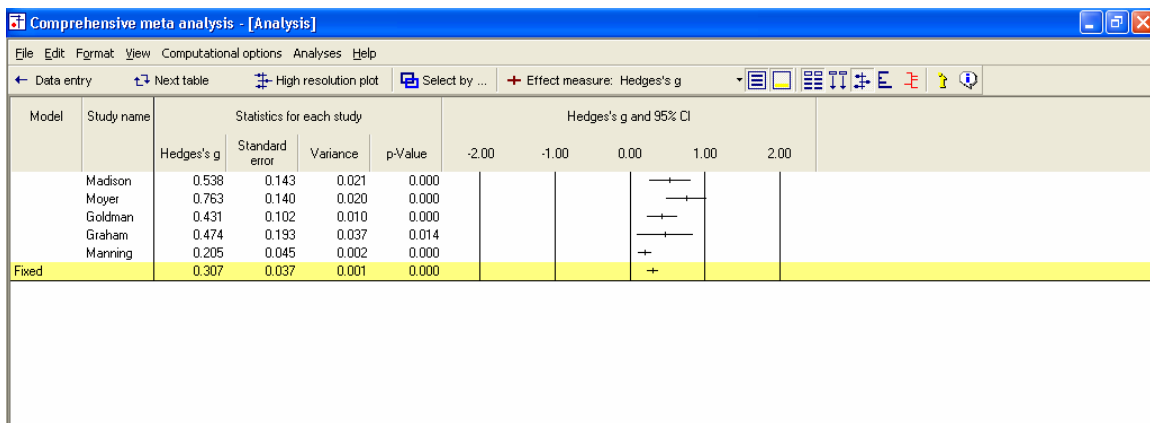 Comprehensive meta analysis - [Analysis]
File Edit Format View Computational options Analyses Help
Data entry Next table High resolution plot Select by ... Effect measure: Hedges's g
Model Study name Statistics for each study Hedges's g and 95% CI
Hedges's g Standard error Variance p-Value -2.00 -1.00 0.00 1.00 2.00
Madison 0.538 0.143 0.021 0.000
Moyer 0.763 0.140 0.020 0.000
Goldman 0.431 0.102 0.010 0.000
Graham 0.474 0.193 0.037 0.014
Manning 0.205 0.045 0.002 0.000
Fixed 0.307 0.037 0.001 0.000